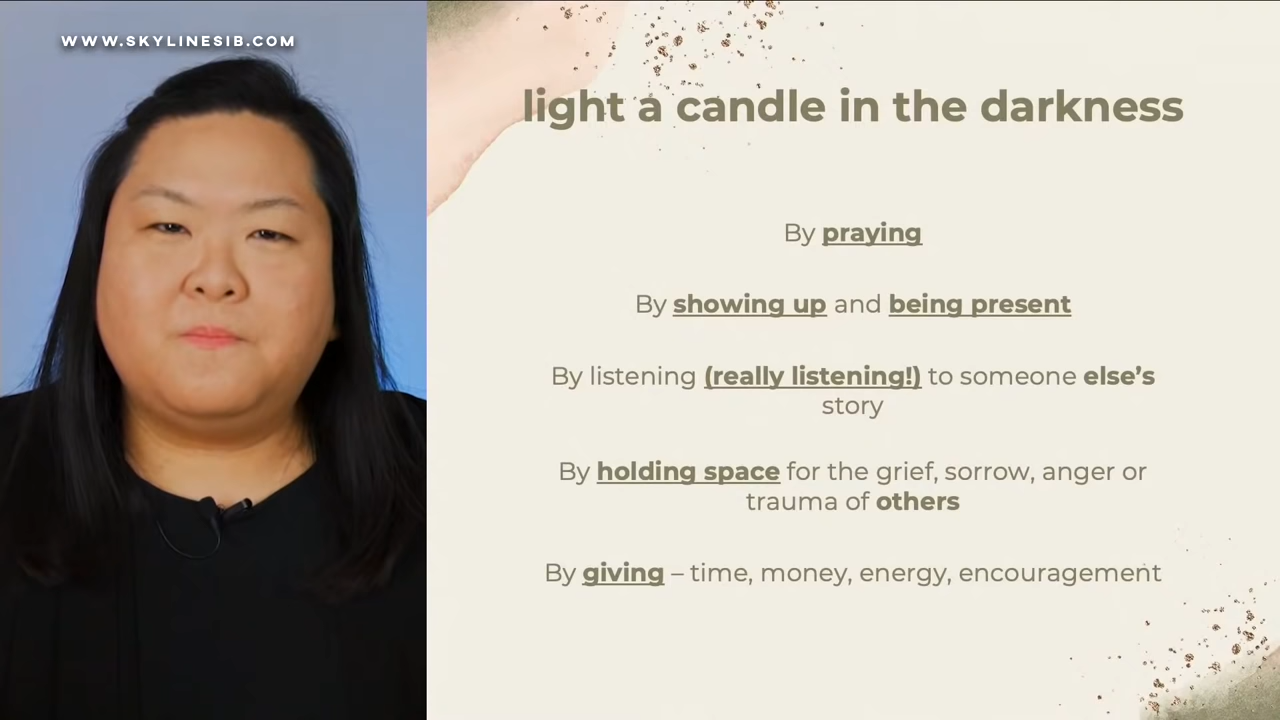 WWW.SKYLINESIB.COM
light a candle in the darkness
By praying
By showing up and being present
By listening (really listening!) to someone else’s
story
By holding space for the grief, sorrow, anger or
trauma of others
By giving – time, money, energy, encouragement